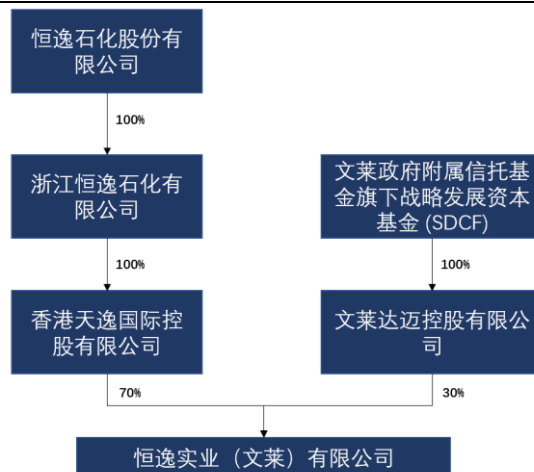 恒逸石化股份有
限公司
100%
浙江恒逸石化有
限公司
文莱政府附属信托基
金旗下战略发展资本
基金 (SDCF)
100%
100%
香港天逸国际控
股有限公司
文莱达迈控股有限公
司
70%
30%
恒逸实业（文莱）有限公司